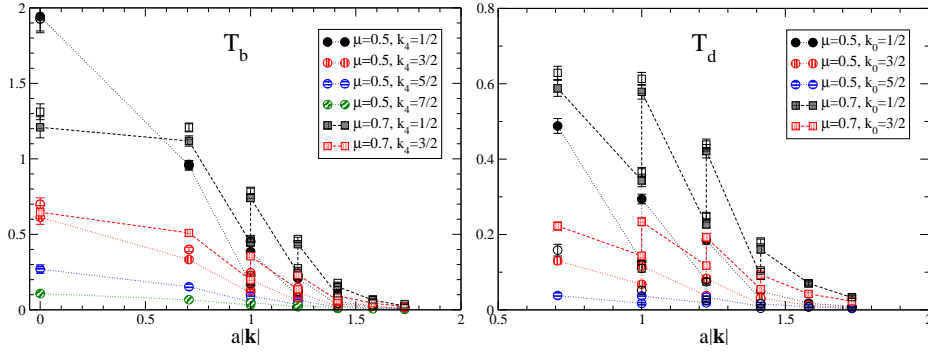 T_b
μ=0.5, k_4=1/2
μ=0.5, k_4=3/2
μ=0.5, k_4=5/2
μ=0.5, k_4=7/2
μ=0.7, k_4=1/2
μ=0.7, k_4=3/2
2
1.5
1
0.5
0
0 0.5 1 1.5 2
a|k|
T_d
μ=0.5, k_0=1/2
μ=0.5, k_0=3/2
μ=0.5, k_0=5/2
μ=0.7, k_0=1/2
μ=0.7, k_0=3/2
0.8
0.6
0.4
0.2
0
0.5 1 1.5 2
a|k|